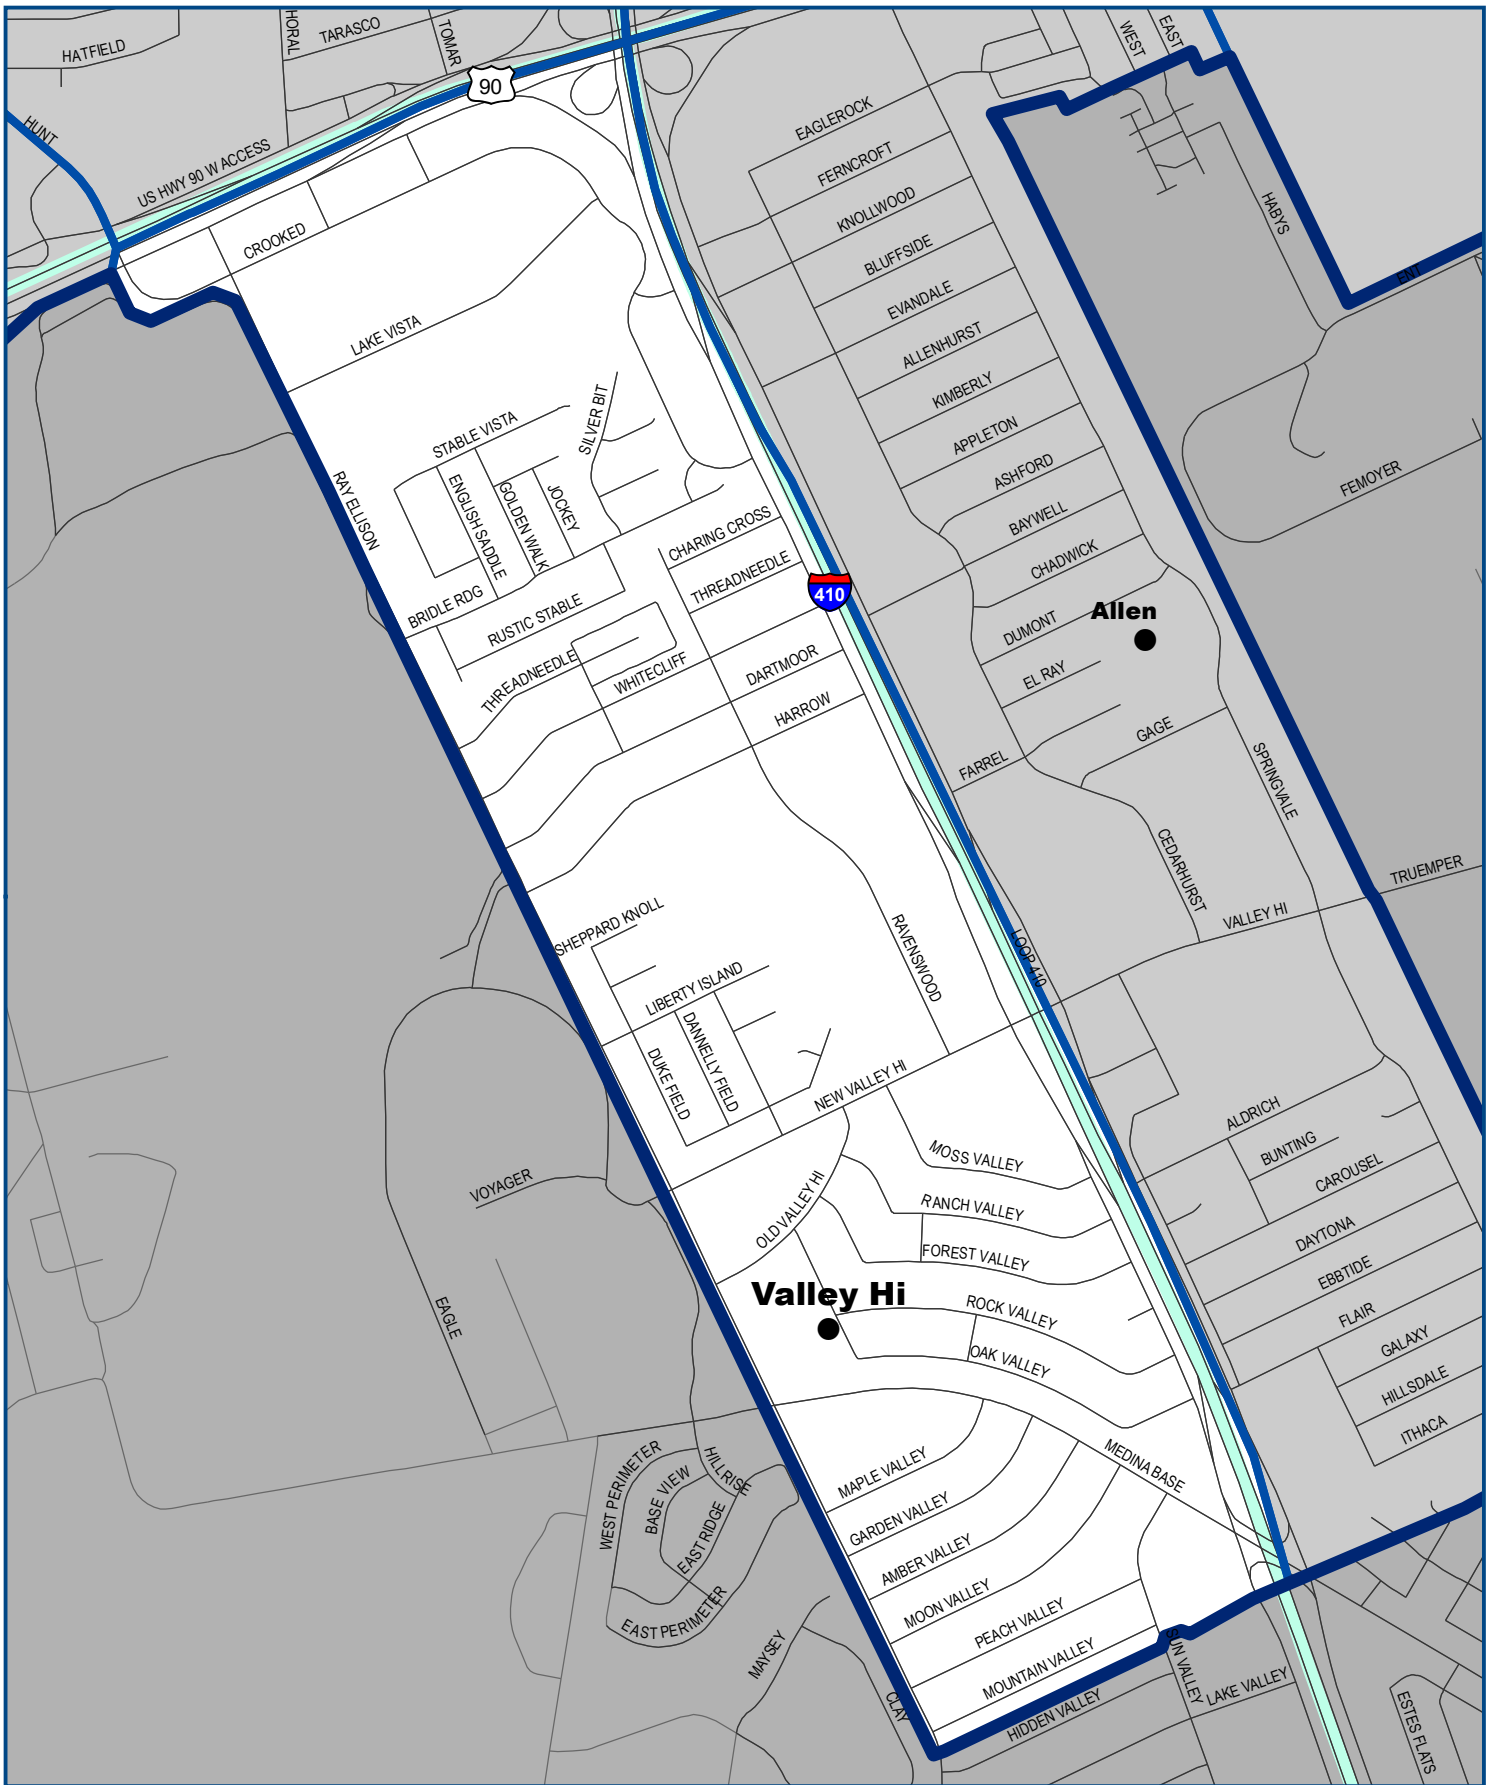 HATFIELD
HORAL
TARASCO
TOMAR
WEST
EAST
90
HUNT
US HWY 90 W ACCESS
CROOKED
LAKE VISTA
EAGLEROCK
FERNCROFT
KNOLLWOOD
BLUFFSIDE
EVANDALE
ALLENHURST
KIMBERLY
APPLETON
ASHFORD
BAYWELL
CHADWICK
DUMONT
Allen
EL RAY
GAGE
FARREL
HABYS
ENT
FEMOYER
SPRINGVALE
CEDARHURST
TRUEMPER
VALLEY HI
STABLE VISTA
SILVER BIT
RAY ELLISON
ENGLISH SADDLE
GOLDEN WALK
JOCKEY
BRIDLE RDG
RUSTIC STABLE
CHARING CROSS
THREADNEEDLE
410
THREADNEEDLE
WHITECLIFF
DARTMOOR
HARROW
SHEPPARD KNOLL
LIBERTY ISLAND
DUKE FIELD
DANNELLY FIELD
RAVENSWOOD
LOOP 410
NEW VALLEY HI
OLD VALLEY HI
MOSS VALLEY
RANCH VALLEY
FOREST VALLEY
Valley Hi
ROCK VALLEY
OAK VALLEY
ALDRICH
BUNTING
CAROUSEL
DAYTONA
EBBTIDE
FLAIR
GALAXY
HILLSDALE
ITHACA
VOYAGER
EAGLE
WEST PERIMETER
BASE VIEW
HILLRISE
EAST RIDGE
EAST PERIMETER
MAYSEY
CLAY
MEDINA BASE
MAPLE VALLEY
GARDEN VALLEY
AMBER VALLEY
MOON VALLEY
PEACH VALLEY
MOUNTAIN VALLEY
HIDDEN VALLEY
SUN VALLEY
LAKE VALLEY
ESTES FLATS